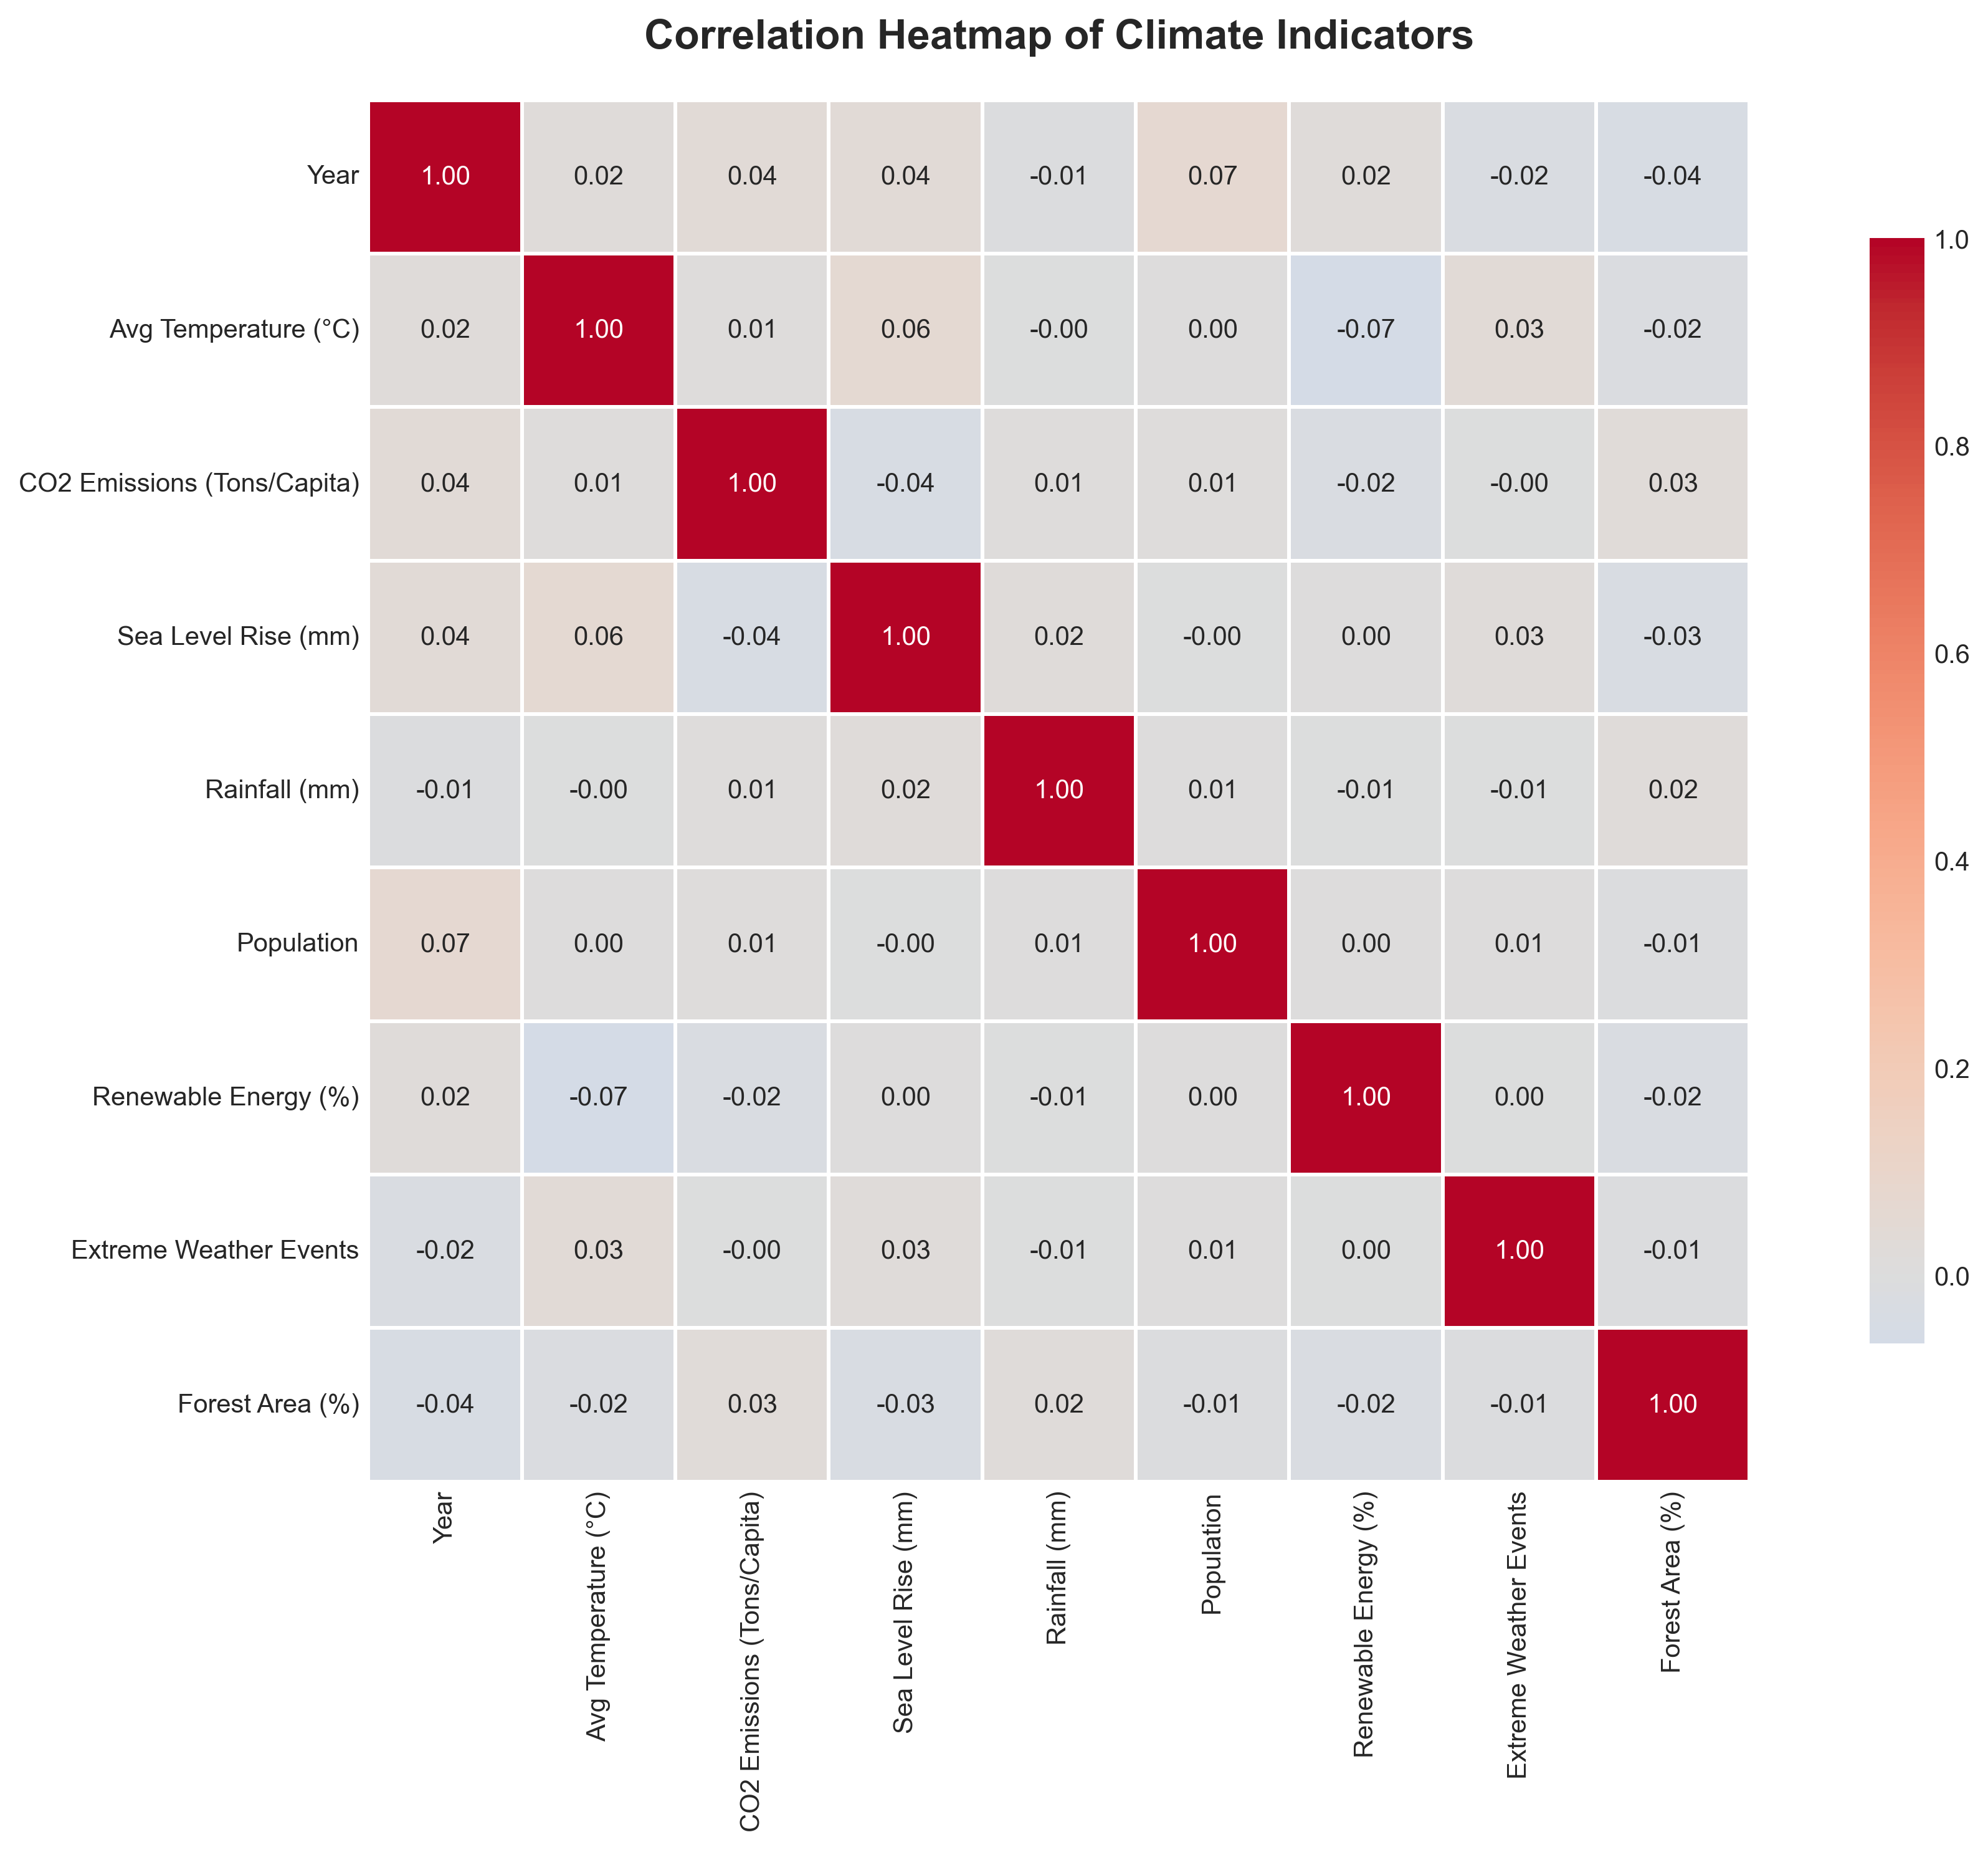 Correlation Heatmap of Climate Indicators
Year 1.00 0.02 0.04 0.04 -0.01 0.07 0.02 -0.02 -0.04
Avg Temperature (°C) 0.02 1.00 0.01 0.06 -0.00 0.00 -0.07 0.03 -0.02
CO2 Emissions (Tons/Capita) 0.04 0.01 1.00 -0.04 0.01 0.01 -0.02 -0.00 0.03
Sea Level Rise (mm) 0.04 0.06 -0.04 1.00 0.02 -0.00 0.00 0.03 -0.03
Rainfall (mm) -0.01 -0.00 0.01 0.02 1.00 0.01 -0.01 -0.01 0.02
Population 0.07 0.00 0.01 -0.00 0.01 1.00 0.00 0.01 -0.01
Renewable Energy (%) 0.02 -0.07 -0.02 0.00 -0.01 0.00 1.00 0.00 -0.02
Extreme Weather Events -0.02 0.03 -0.00 0.03 -0.01 0.01 0.00 1.00 -0.01
Forest Area (%) -0.04 -0.02 0.03 -0.03 0.02 -0.01 -0.02 -0.01 1.00
Year
Avg Temperature (°C)
CO2 Emissions (Tons/Capita)
Sea Level Rise (mm)
Rainfall (mm)
Population
Renewable Energy (%)
Extreme Weather Events
Forest Area (%)
1.0
0.8
0.6
0.4
0.2
0.0